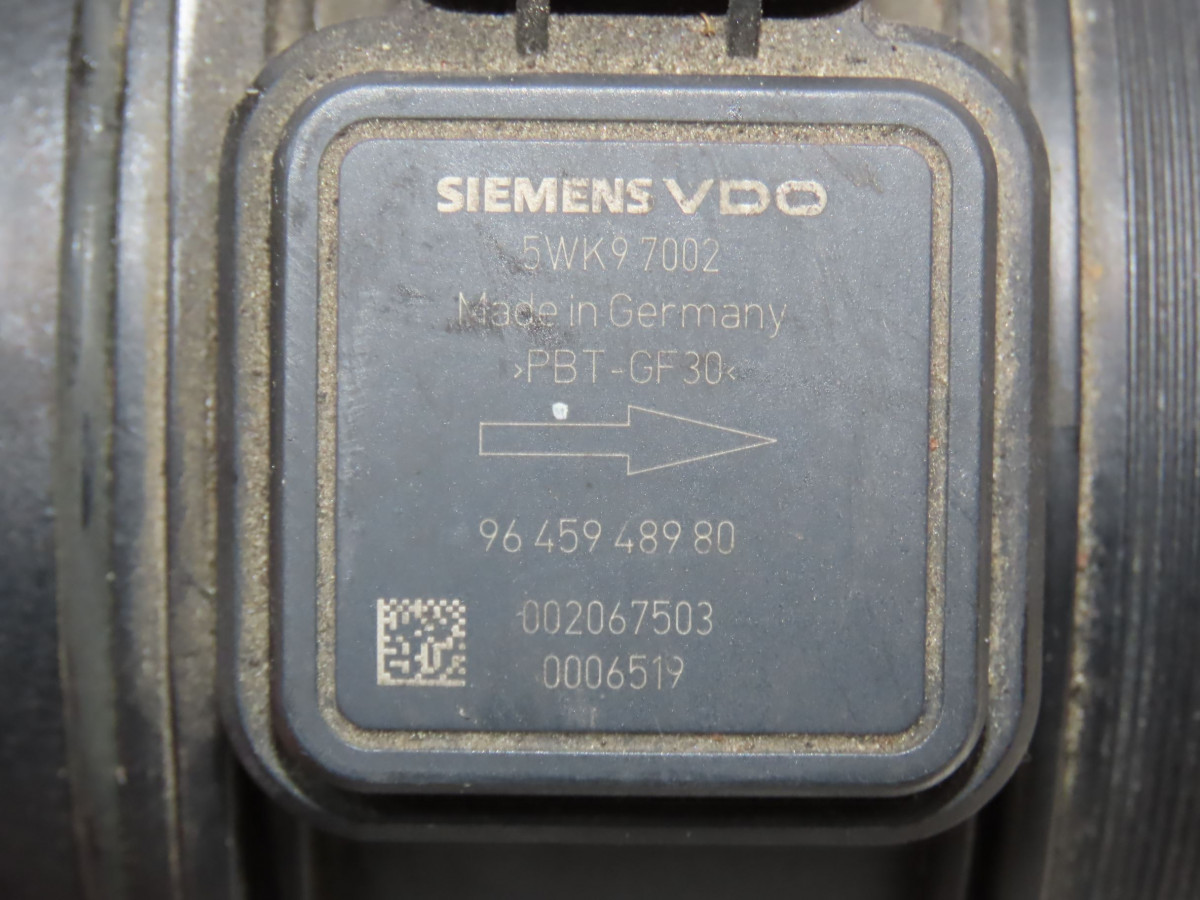 SIEMENS VDO
5WK9 7002
Made in Germany
>PBT-GF30<
96 459 489 80
002067503
0006519